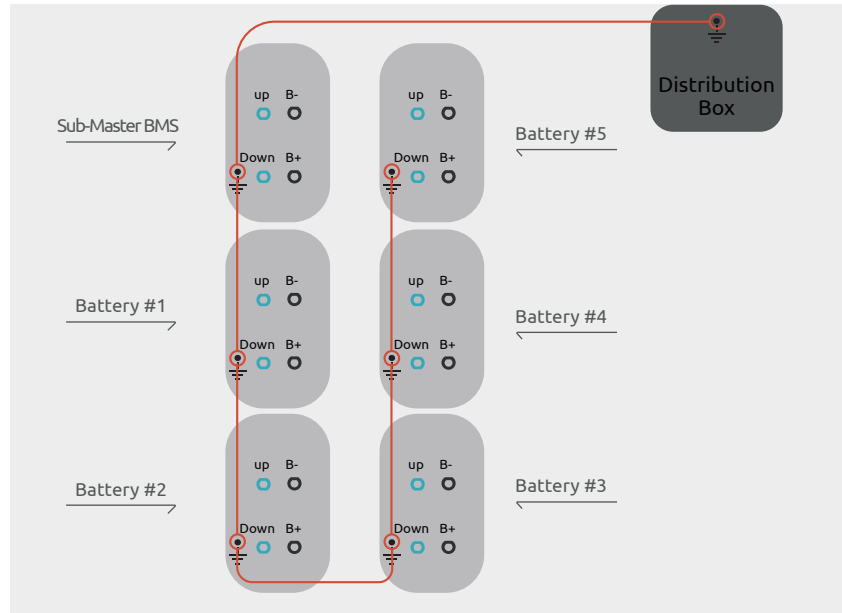 Distribution
Box
up B-
up B-
Sub-Master BMS
Battery #5
Down B+
Down B+
up B-
up B-
Battery #1
Battery #4
Down B+
Down B+
up B-
up B-
Battery #2
Battery #3
Down B+
Down B+